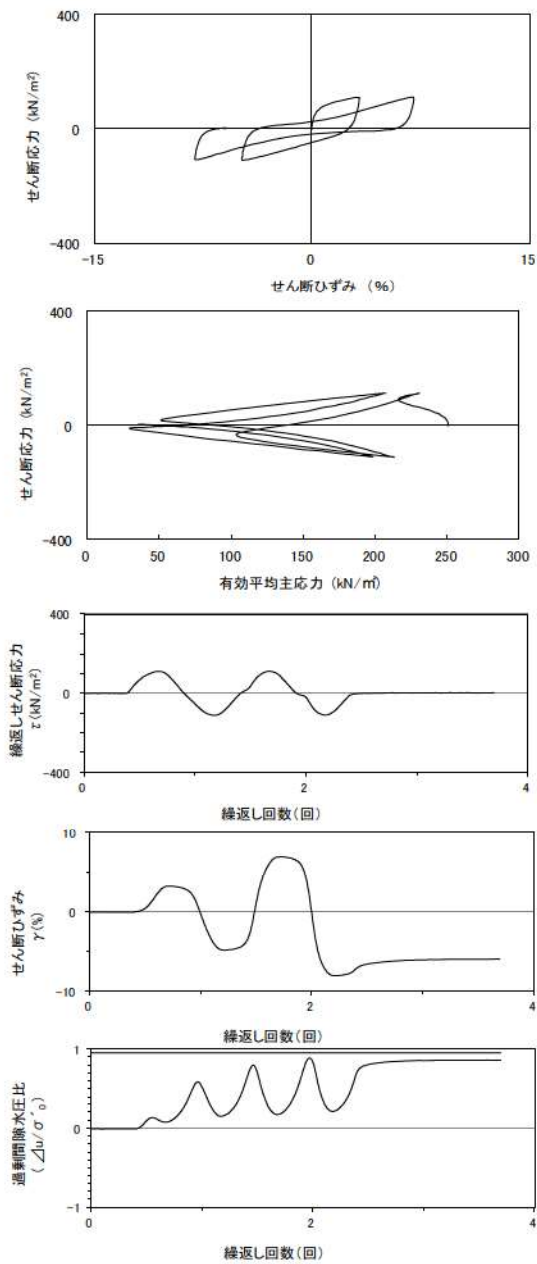 400
0
-400
せん断応力 (kN/m²)
-15
0
15
せん断ひずみ (%)
400
0
-400
せん断応力 (kN/m²)
0
50
100
150
200
250
300
有効平均主応力 (kN/㎡)
400
0
-400
繰返しせん断応力
τ(kN/m²)
0
2
4
繰返し回数(回)
10
0
-10
せん断ひずみ
γ(%)
0
2
4
繰返し回数(回)
1
0
-1
過剰間隙水圧比
(⊿u/σ´₀)
0
2
4
繰返し回数(回)